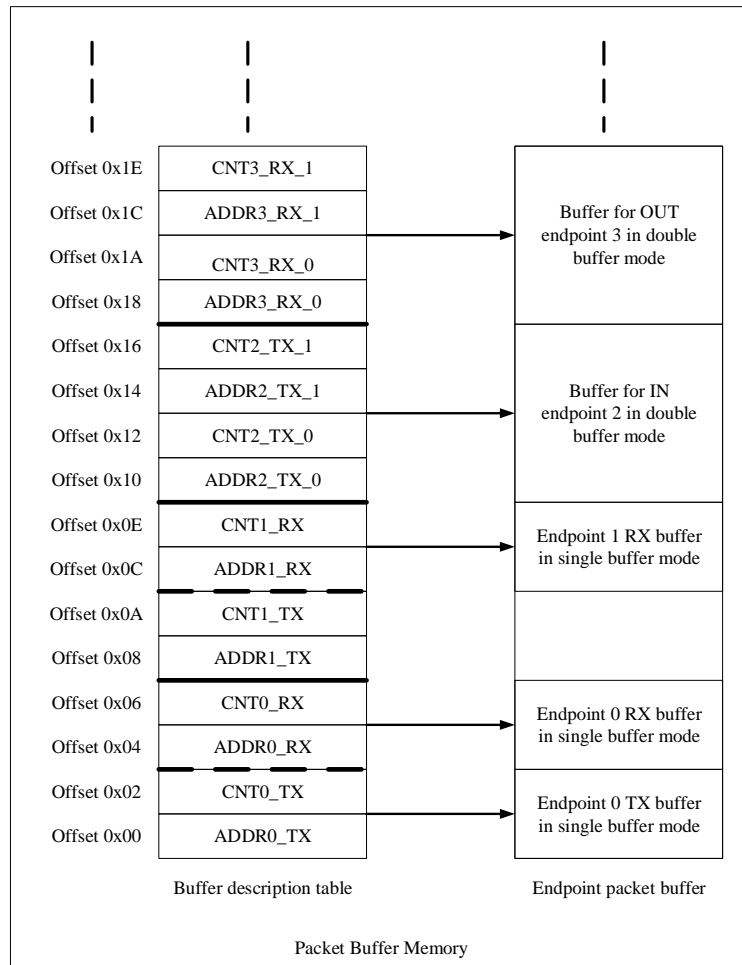 Offset 0x1E CNT3_RX_1
Offset 0x1C ADDR3_RX_1
Offset 0x1A CNT3_RX_0
Offset 0x18 ADDR3_RX_0
Buffer for OUT
endpoint 3 in double
buffer mode
Offset 0x16 CNT2_TX_1
Offset 0x14 ADDR2_TX_1
Offset 0x12 CNT2_TX_0
Offset 0x10 ADDR2_TX_0
Buffer for IN
endpoint 2 in double
buffer mode
Offset 0x0E CNT1_RX
Offset 0x0C ADDR1_RX
Endpoint 1 RX buffer
in single buffer mode
Offset 0x0A CNT1_TX
Offset 0x08 ADDR1_TX
Offset 0x06 CNT0_RX
Offset 0x04 ADDR0_RX
Endpoint 0 RX buffer
in single buffer mode
Offset 0x02 CNT0_TX
Offset 0x00 ADDR0_TX
Endpoint 0 TX buffer
in single buffer mode
Buffer description table
Endpoint packet buffer
Packet Buffer Memory